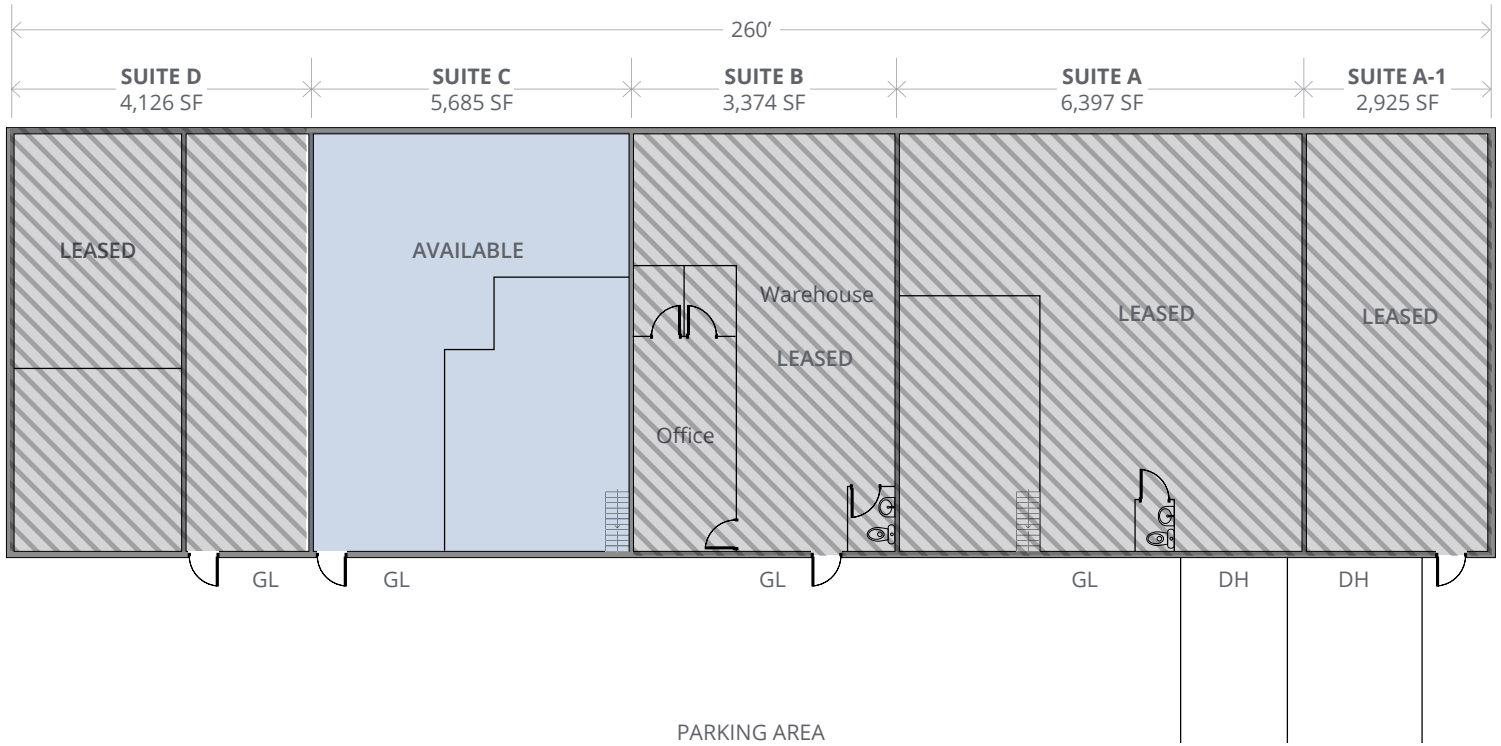 260’
SUITE D
4,126 SF
SUITE C
5,685 SF
SUITE B
3,374 SF
SUITE A
6,397 SF
SUITE A-1
2,925 SF
LEASED
AVAILABLE
Warehouse
LEASED
Office
LEASED
LEASED
GL
GL
GL
GL
DH
DH
PARKING AREA